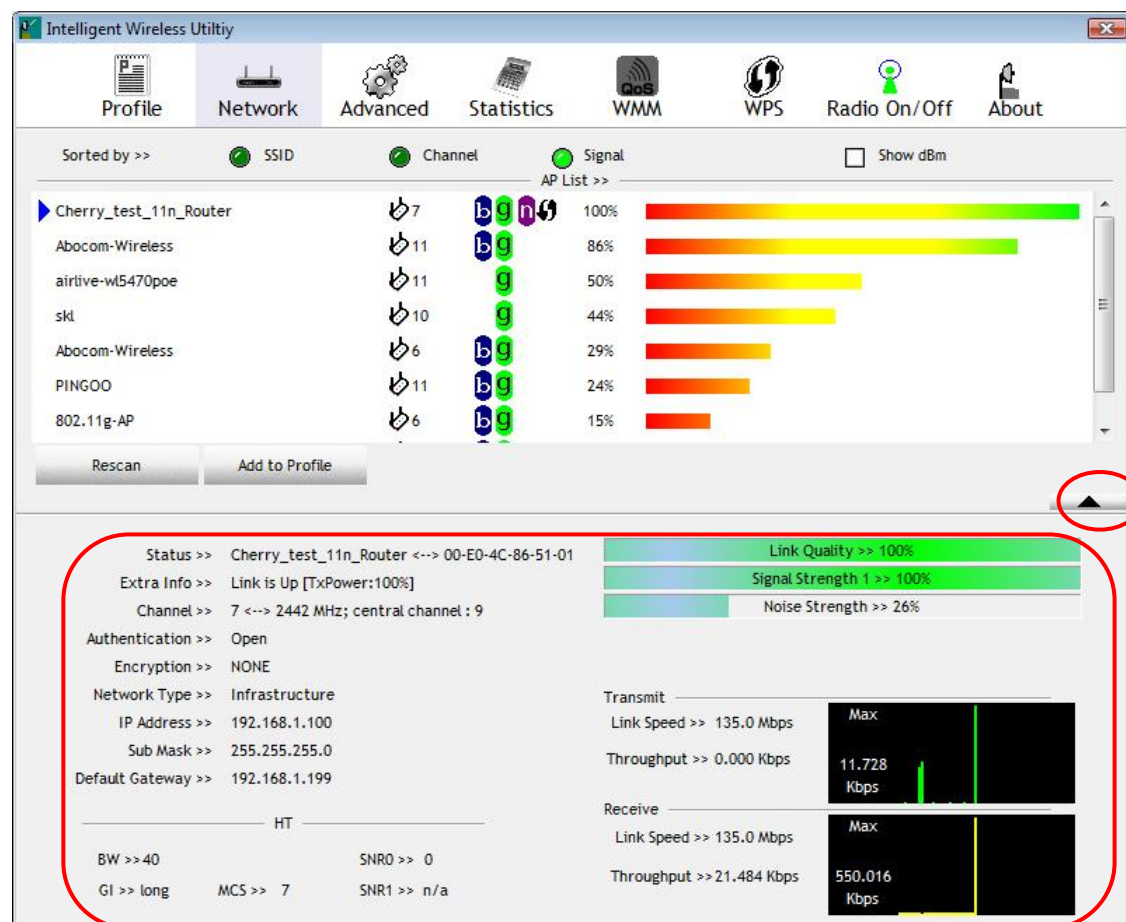 Intelligent Wireless Utiltiy
Profile Network Advanced Statistics QoS WMM WPS Radio On/Off About
Sorted by >> SSID Channel Signal Show dBm
AP List >>
Cherry_test_11n_Router 7 b g n 100%
Abocom-Wireless 11 b g 86%
airlive-wl5470poe 11 g 50%
skl 10 g 44%
Abocom-Wireless 6 b g 29%
PINGOO 11 b g 24%
802.11g-AP 6 b g 15%
Rescan Add to Profile
Status >> Cherry_test_11n_Router <--> 00-E0-4C-86-51-01
Extra Info >> Link is Up [TxPower:100%]
Channel >> 7 <--> 2442 MHz; central channel : 9
Authentication >> Open
Encryption >> NONE
Network Type >> Infrastructure
IP Address >> 192.168.1.100
Sub Mask >> 255.255.255.0
Default Gateway >> 192.168.1.199
HT
BW >> 40 SNR0 >> 0
GI >> long MCS >> 7 SNR1 >> n/a
Link Quality >> 100%
Signal Strength 1 >> 100%
Noise Strength >> 26%
Transmit
Link Speed >> 135.0 Mbps
Throughput >> 0.000 Kbps
Max
11.728
Kbps
Receive
Link Speed >> 135.0 Mbps
Throughput >> 21.484 Kbps
Max
550.016
Kbps